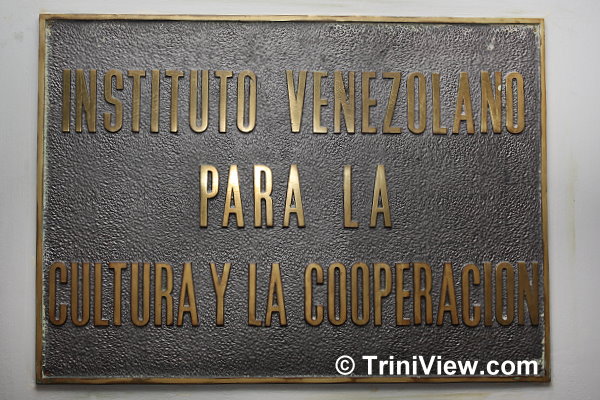 INSTITUTO VENEZOLANO
PARA LA
CULTURA Y LA COOPERACION
© TriniView.com